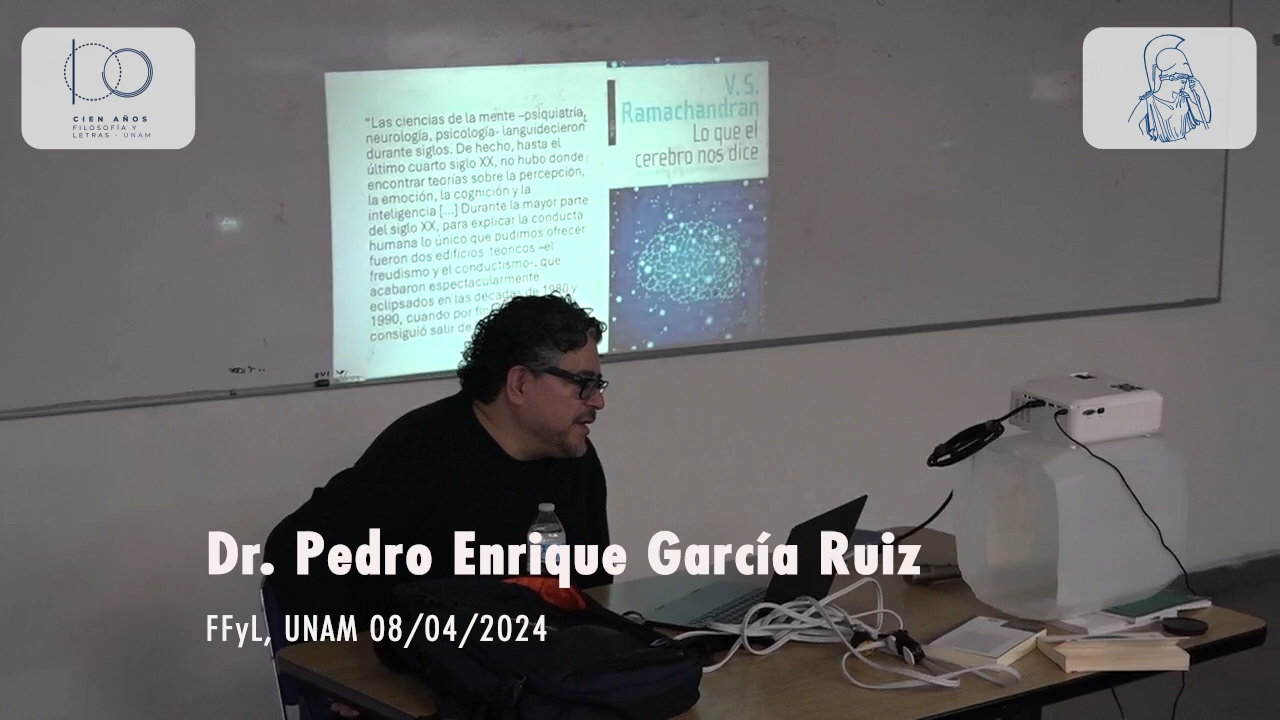 CIEN AÑOS
FILOSOFÍA Y
LETRAS - UNAM
"Las ciencias de la mente –psiquiatría,
neurología, psicología- languidecieron
durante siglos. De hecho, hasta el
último cuarto siglo XX, no hubo donde
encontrar teorías sobre la percepción,
la emoción, la cognición y la
inteligencia [...] Durante la mayor parte
del siglo XX, para explicar la conducta
humana lo único que pudimos ofrecer
fueron dos edificios teóricos –el
freudismo y el conductismo-, que
acabaron espectacularmente
eclipsados en las décadas de 1980 y
1990, cuando por fin
consiguió salir de
V. S.
Ramachandran
Lo que el
cerebro nos dice
Dr. Pedro Enrique García Ruiz
FFyL, UNAM 08/04/2024